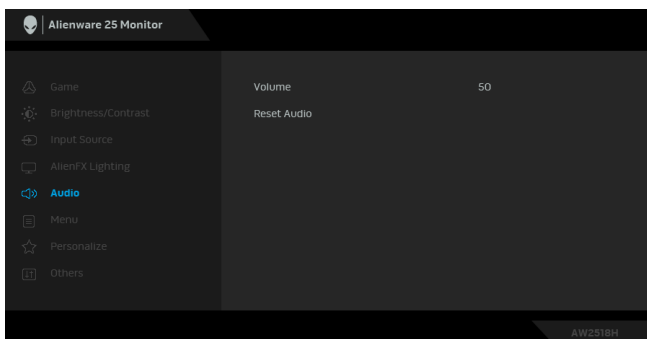 Alienware 25 Monitor
Game
Volume 50
Brightness/Contrast
Reset Audio
Input Source
AlienFX Lighting
Audio
Menu
Personalize
Others
AW2518H